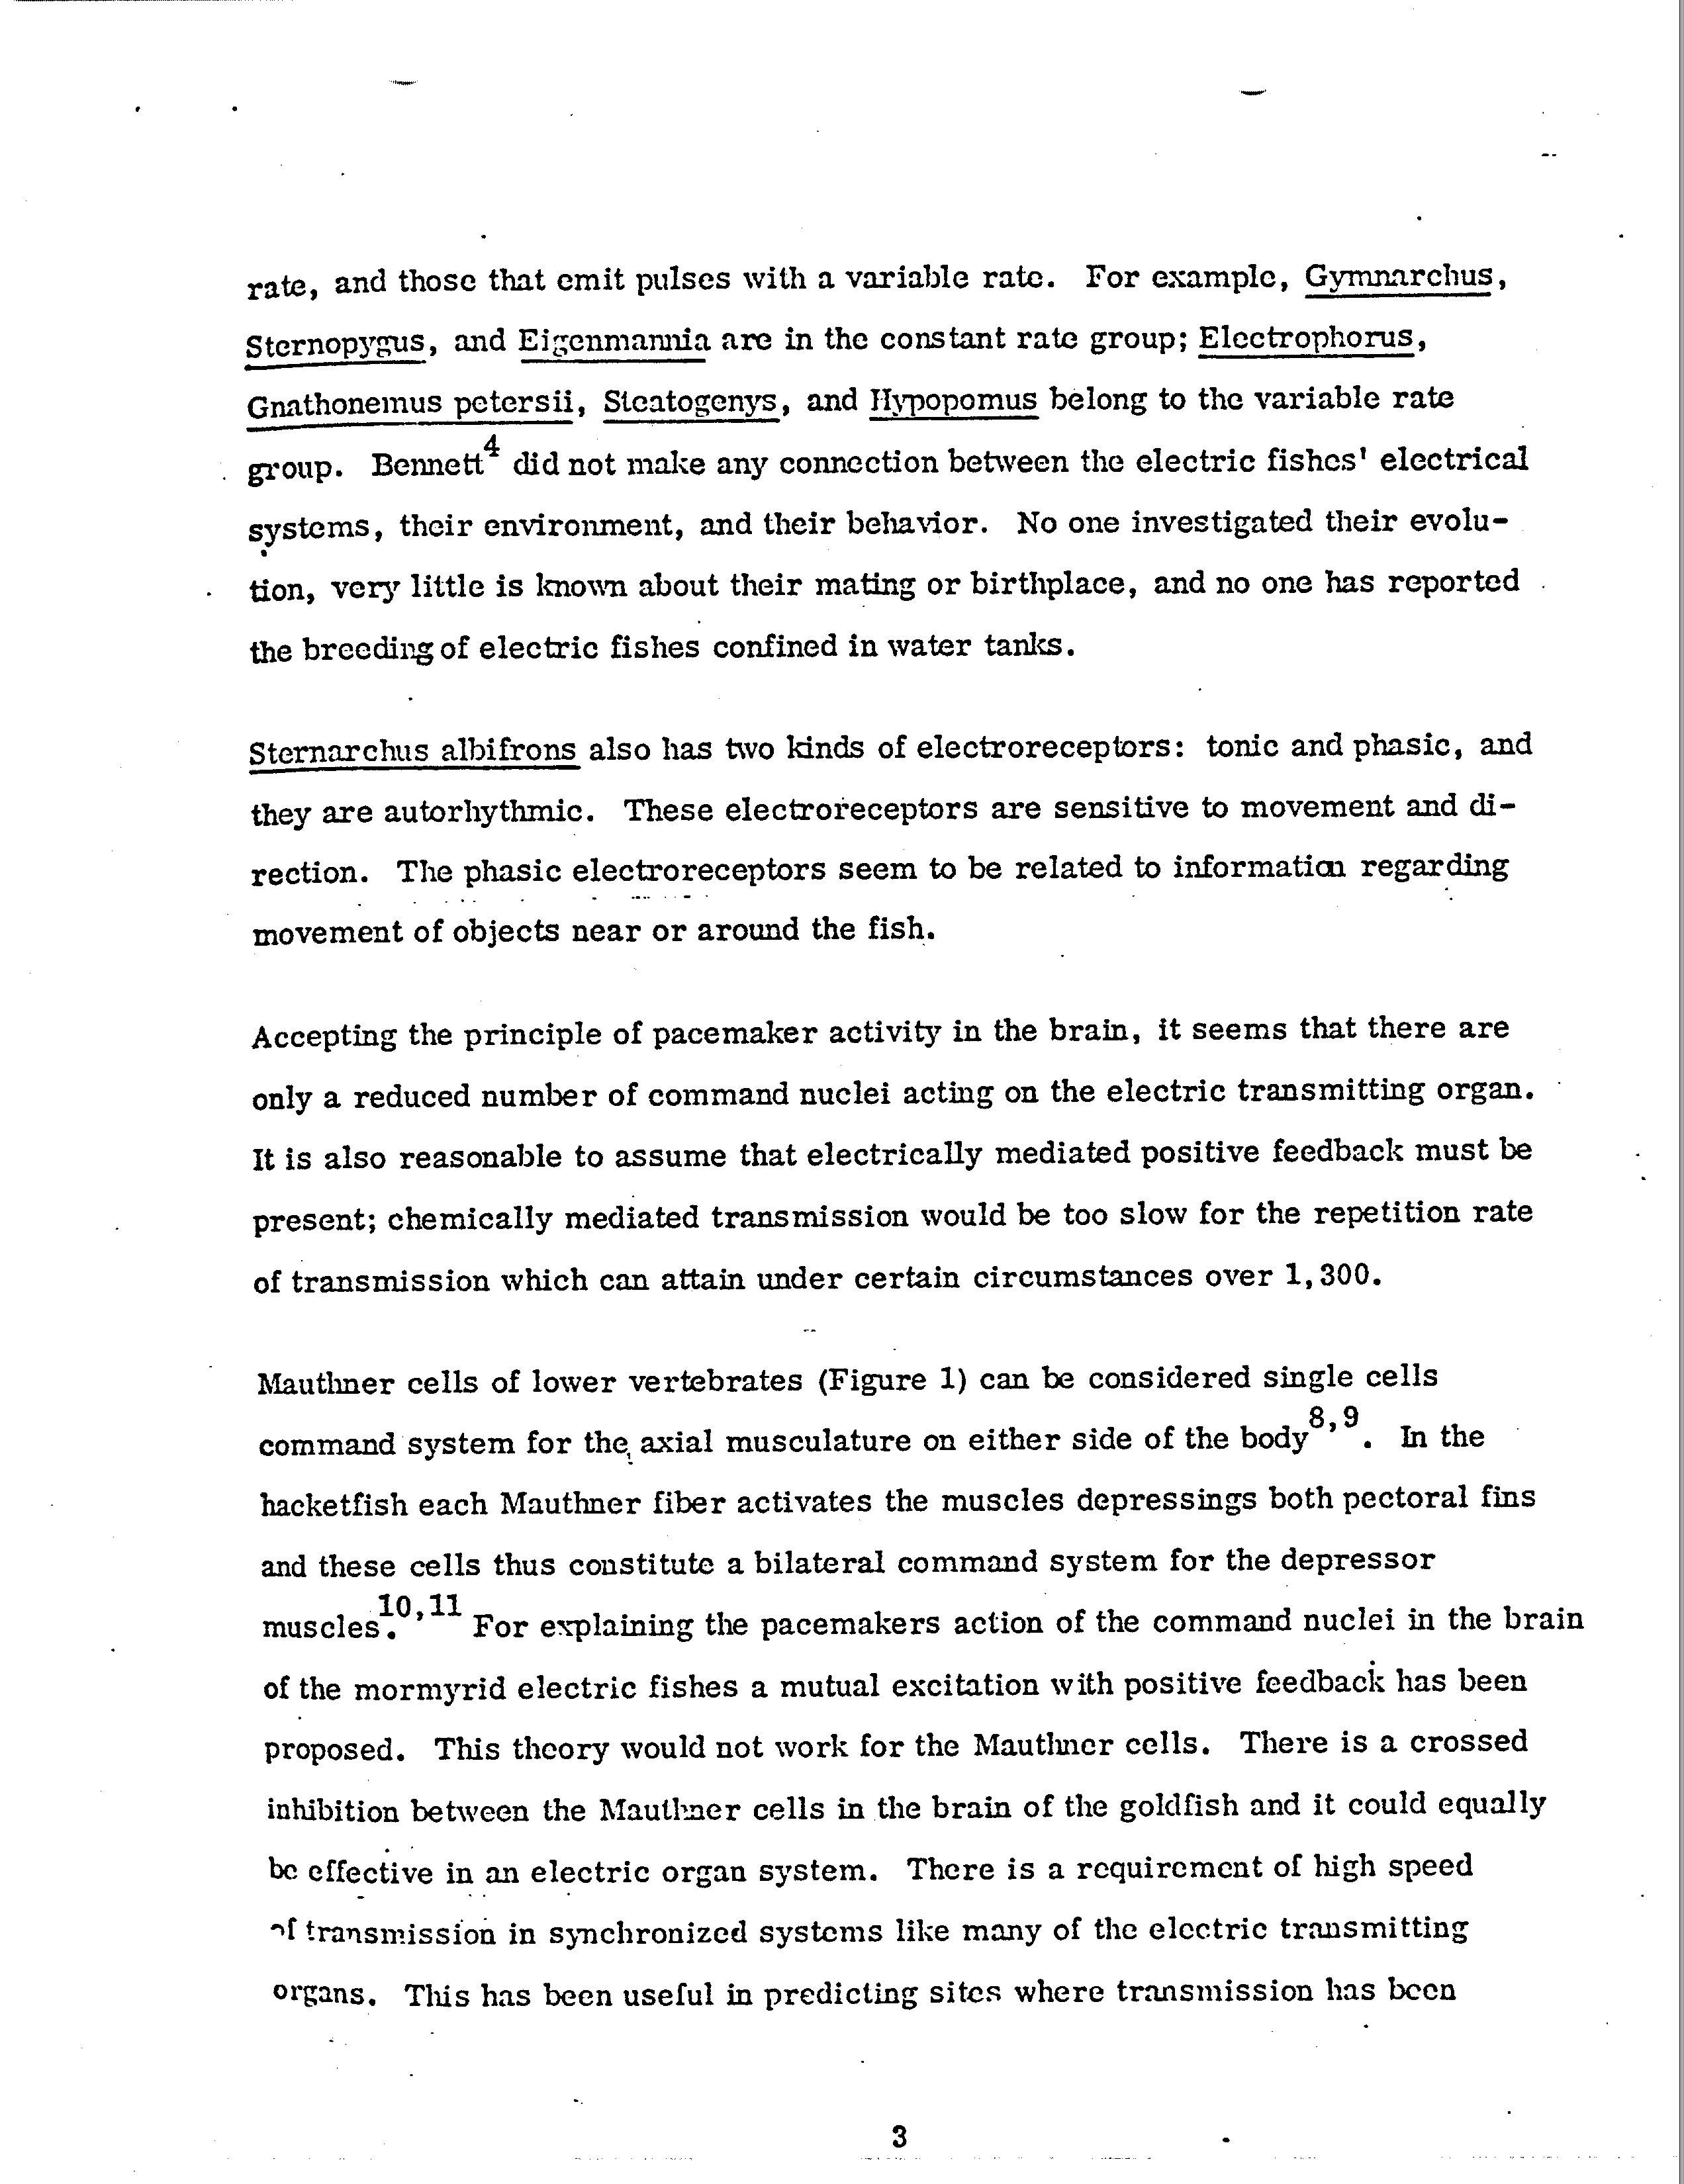 rate, and those that emit pulses with a variable rate. For example, Gymnarchus,
Sternopygus, and Eigenmannia are in the constant rate group; Electrophorus,
Gnathonemus petersii, Steatogenys, and Hypopomus belong to the variable rate
group. Bennett4 did not make any connection between the electric fishes' electrical
systems, their environment, and their behavior. No one investigated their evolu-
tion, very little is known about their mating or birthplace, and no one has reported
the breeding of electric fishes confined in water tanks.
Sternarchus albifrons also has two kinds of electroreceptors: tonic and phasic, and
they are autorhythmic. These electroreceptors are sensitive to movement and di-
rection. The phasic electroreceptors seem to be related to information regarding
movement of objects near or around the fish.
Accepting the principle of pacemaker activity in the brain, it seems that there are
only a reduced number of command nuclei acting on the electric transmitting organ.
It is also reasonable to assume that electrically mediated positive feedback must be
present; chemically mediated transmission would be too slow for the repetition rate
of transmission which can attain under certain circumstances over 1,300.
Mauthner cells of lower vertebrates (Figure 1) can be considered single cells
command system for the axial musculature on either side of the body8,9. In the
hacketfish each Mauthner fiber activates the muscles depressings both pectoral fins
and these cells thus constitute a bilateral command system for the depressor
muscles.10,11 For explaining the pacemakers action of the command nuclei in the brain
of the mormyrid electric fishes a mutual excitation with positive feedback has been
proposed. This theory would not work for the Mauthner cells. There is a crossed
inhibition between the Mauthner cells in the brain of the goldfish and it could equally
be effective in an electric organ system. There is a requirement of high speed
of transmission in synchronized systems like many of the electric transmitting
organs. This has been useful in predicting sites where transmission has been
3